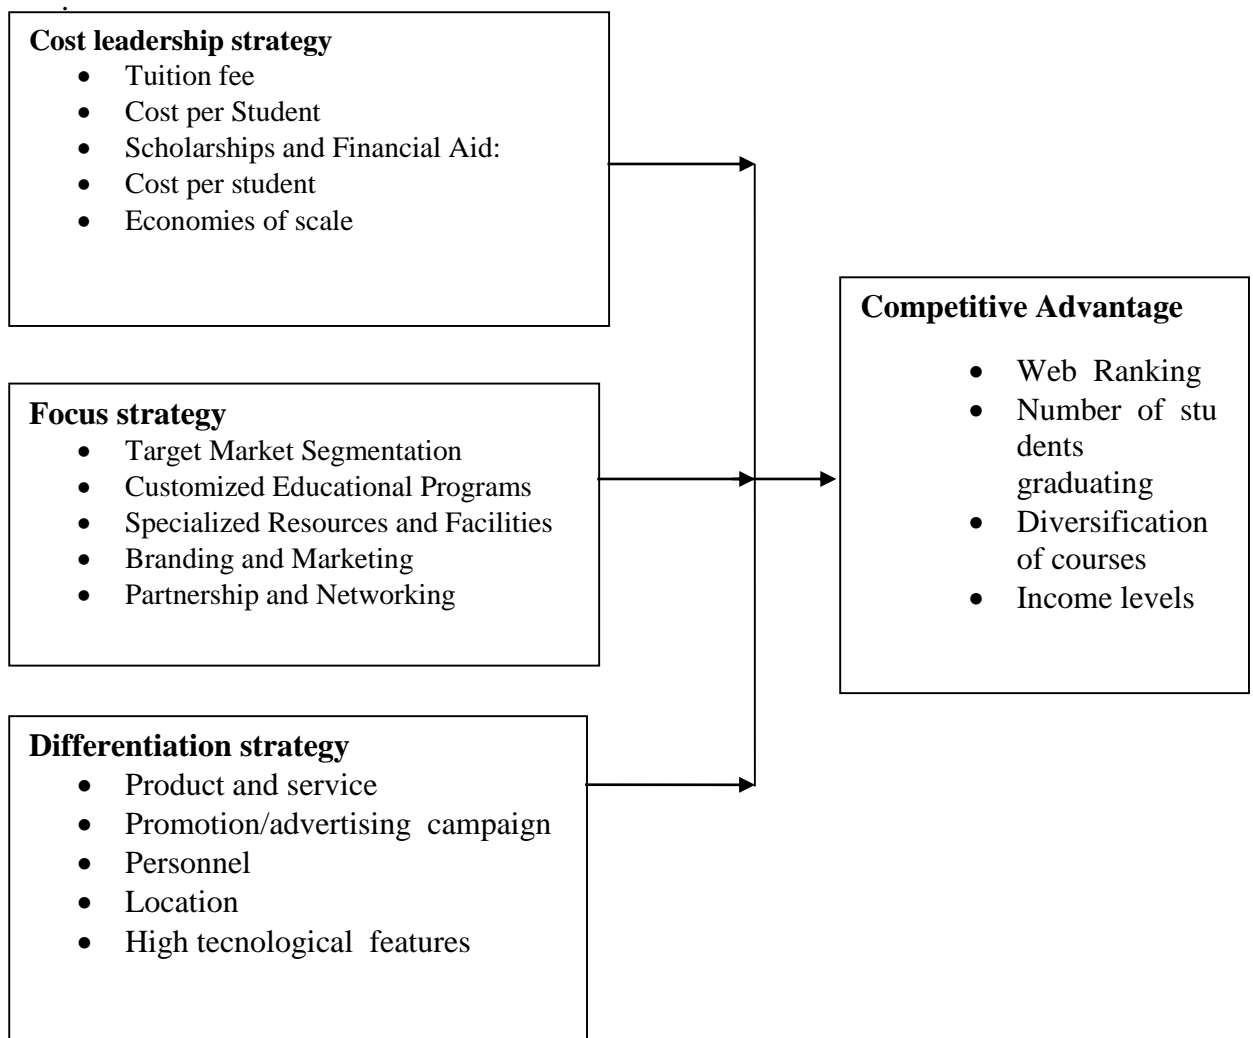 Cost leadership strategy
• Tuition fee
• Cost per Student
• Scholarships and Financial Aid:
• Cost per student
• Economies of scale
Focus strategy
• Target Market Segmentation
• Customized Educational Programs
• Specialized Resources and Facilities
• Branding and Marketing
• Partnership and Networking
Differentiation strategy
• Product and service
• Promotion/advertising campaign
• Personnel
• Location
• High tecnological features
Competitive Advantage
• Web Ranking
• Number of stu
dents
graduating
• Diversification
of courses
• Income levels